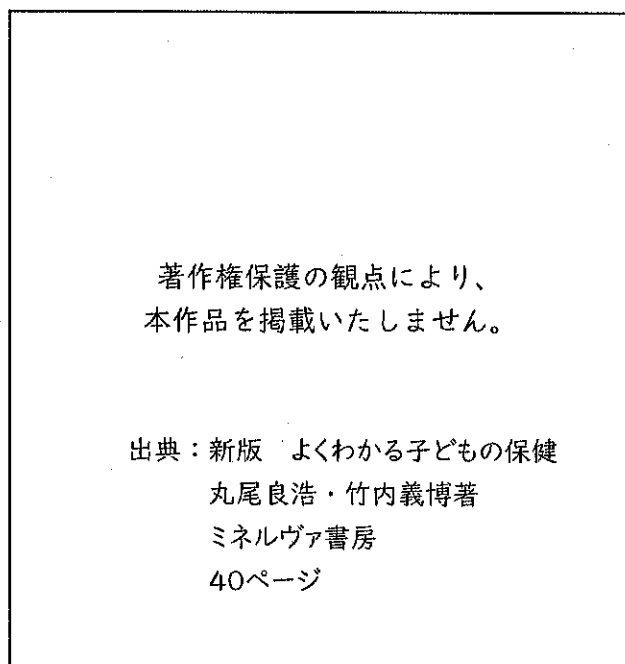 著作権保護の観点により、
本作品を掲載いたしません。
出典：新版 よくわかる子どもの保健
丸尾良浩・竹内義博著
ミネルヴァ書房
40ページ